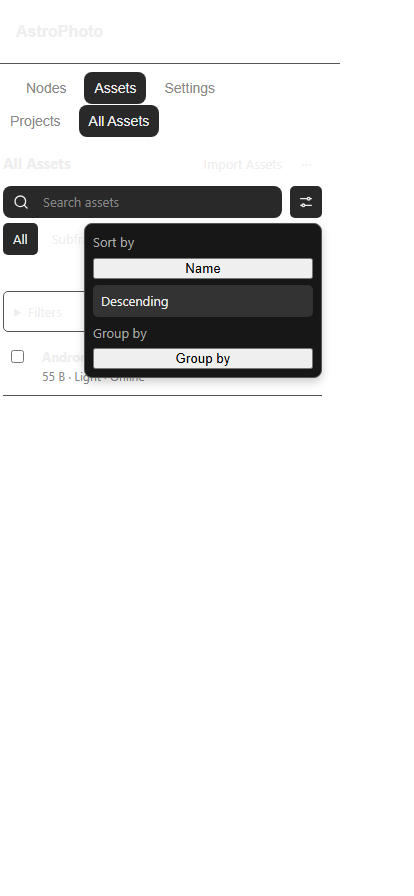 AstroPhoto
Nodes Assets Settings
Projects All Assets
All Assets Import Assets ...
Search assets
All
Sort by
Name
Descending
Filters
Group by
Group by
55 B · Light · Online